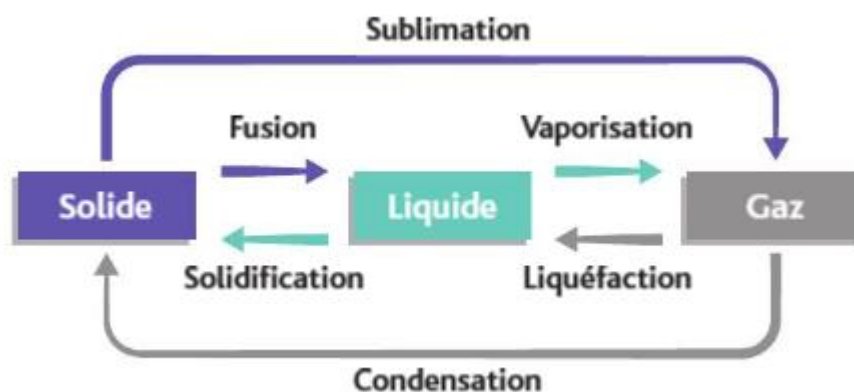 Sublimation
Fusion
Vaporisation
Solide
Liquide
Gaz
Solidification
Liquéfaction
Condensation